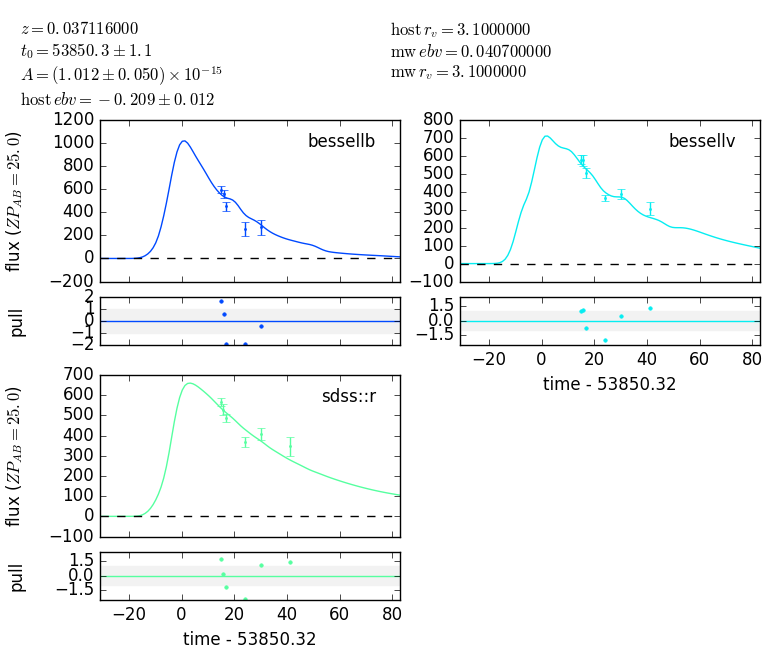 z = 0.037116000
t₀ = 53850.3 ± 1.1
A = (1.012 ± 0.050) × 10⁻¹⁵
host ebv = −0.209 ± 0.012
host r_v = 3.1000000
mw ebv = 0.040700000
mw r_v = 3.1000000
flux (ZP_AB = 25.0)
1200
1000
800
600
400
200
0
−200
bessellb
800
700
600
500
400
300
200
100
0
−100
bessellv
pull
2
1
0
−1
−2
1.5
0.0
−1.5
−20 0 20 40 60 80
time - 53850.32
flux (ZP_AB = 25.0)
700
600
500
400
300
200
100
0
−100
sdss::r
pull
1.5
0.0
−1.5
−20 0 20 40 60 80
time - 53850.32